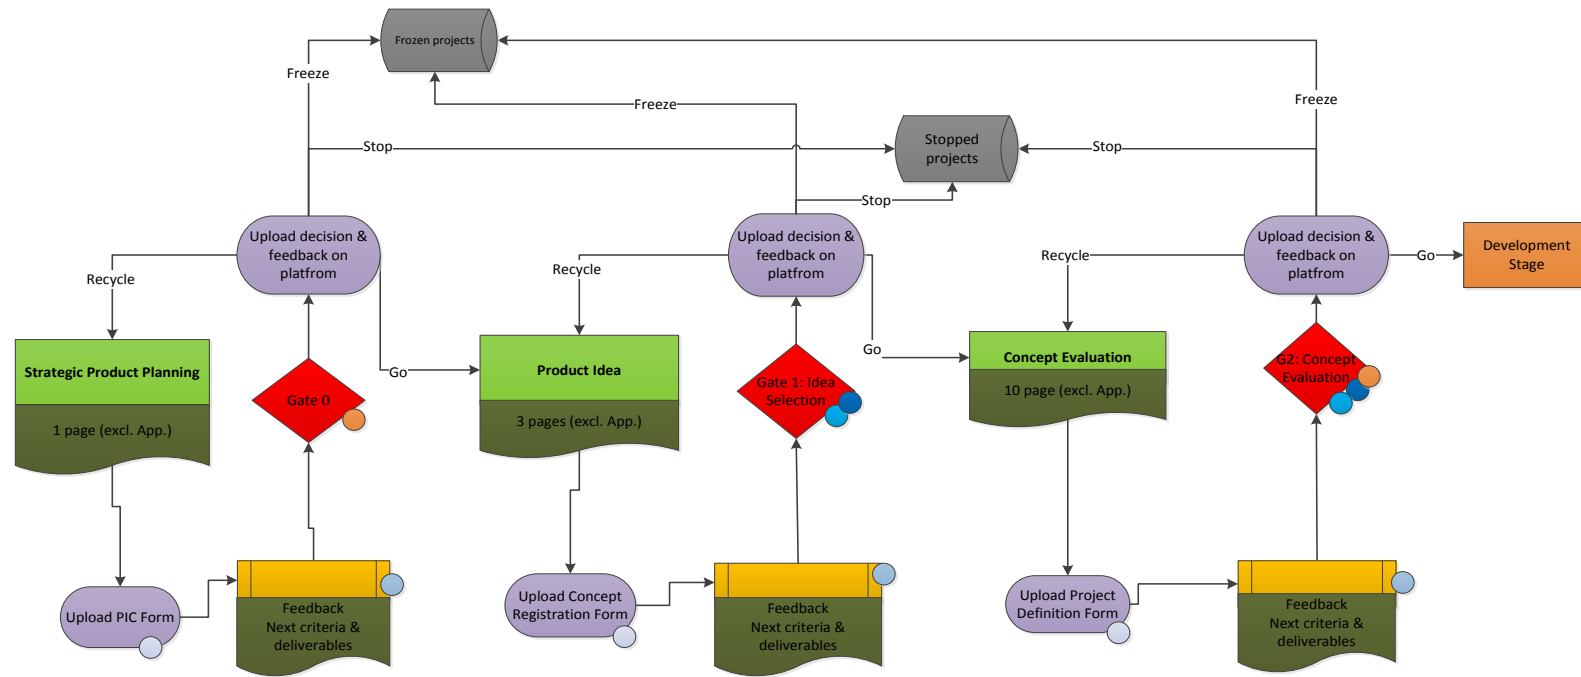 Frozen projects
Freeze
Freeze
Freeze
Stopped
projects
Stop
Stop
Stop
Upload decision &
feedback on
platfrom
Upload decision &
feedback on
platfrom
Upload decision &
feedback on
platfrom
Development
Stage
Recycle
Recycle
Recycle
Go
Go
Go
Strategic Product Planning
1 page (excl. App.)
Gate 0
Product Idea
3 pages (excl. App.)
Gate 1: Idea
Selection
Concept Evaluation
10 page (excl. App.)
G2: Concept
Evaluation
Upload PIC Form
Feedback
Next criteria &
deliverables
Upload Concept
Registration Form
Feedback
Next criteria &
deliverables
Upload Project
Definition Form
Feedback
Next criteria &
deliverables